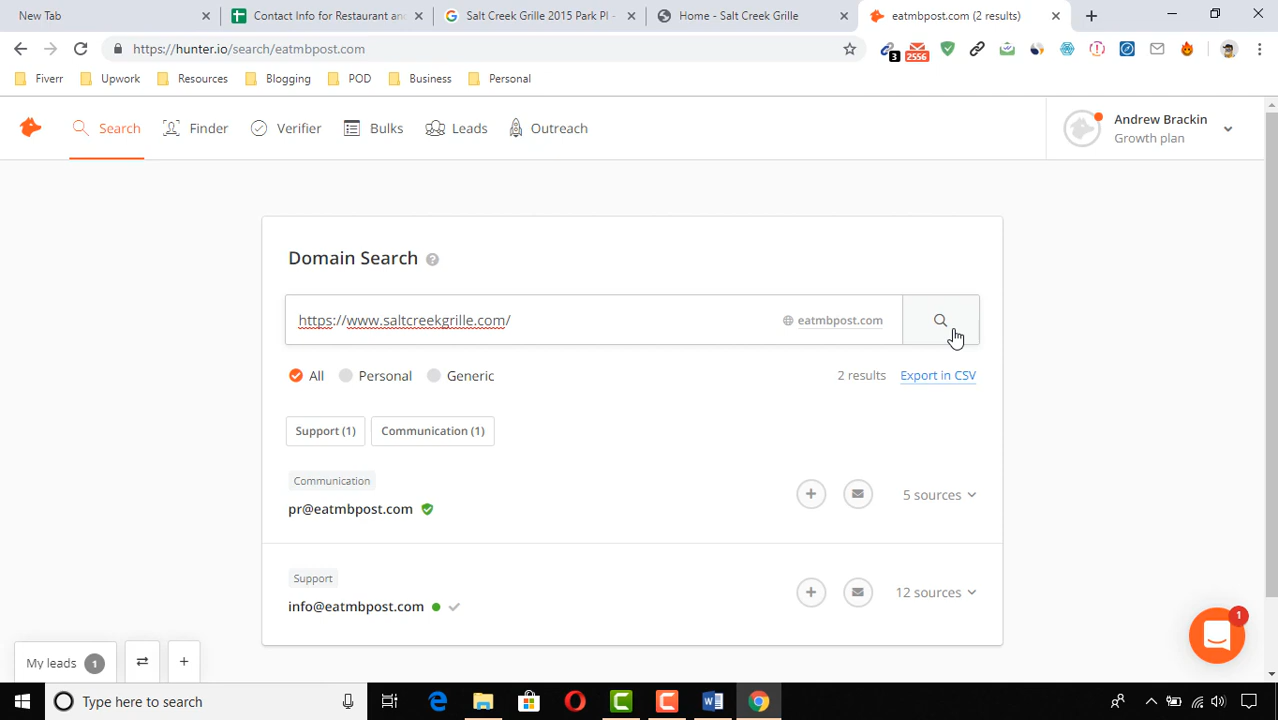 New Tab
Contact Info for Restaurant and
Salt Creek Grille 2015 Park Pl -
Home - Salt Creek Grille
eatmbpost.com (2 results)
https://hunter.io/search/eatmbpost.com
3
2556
Fiverr
Upwork
Resources
Blogging
POD
Business
Personal
Search
Finder
Verifier
Bulks
Leads
Outreach
Andrew Brackin
Growth plan
Domain Search ?
https://www.saltcreekgrille.com/
eatmbpost.com
All
Personal
Generic
2 results
Export in CSV
Support (1)
Communication (1)
Communication
pr@eatmbpost.com
5 sources
Support
info@eatmbpost.com
12 sources
1
My leads 1
Type here to search